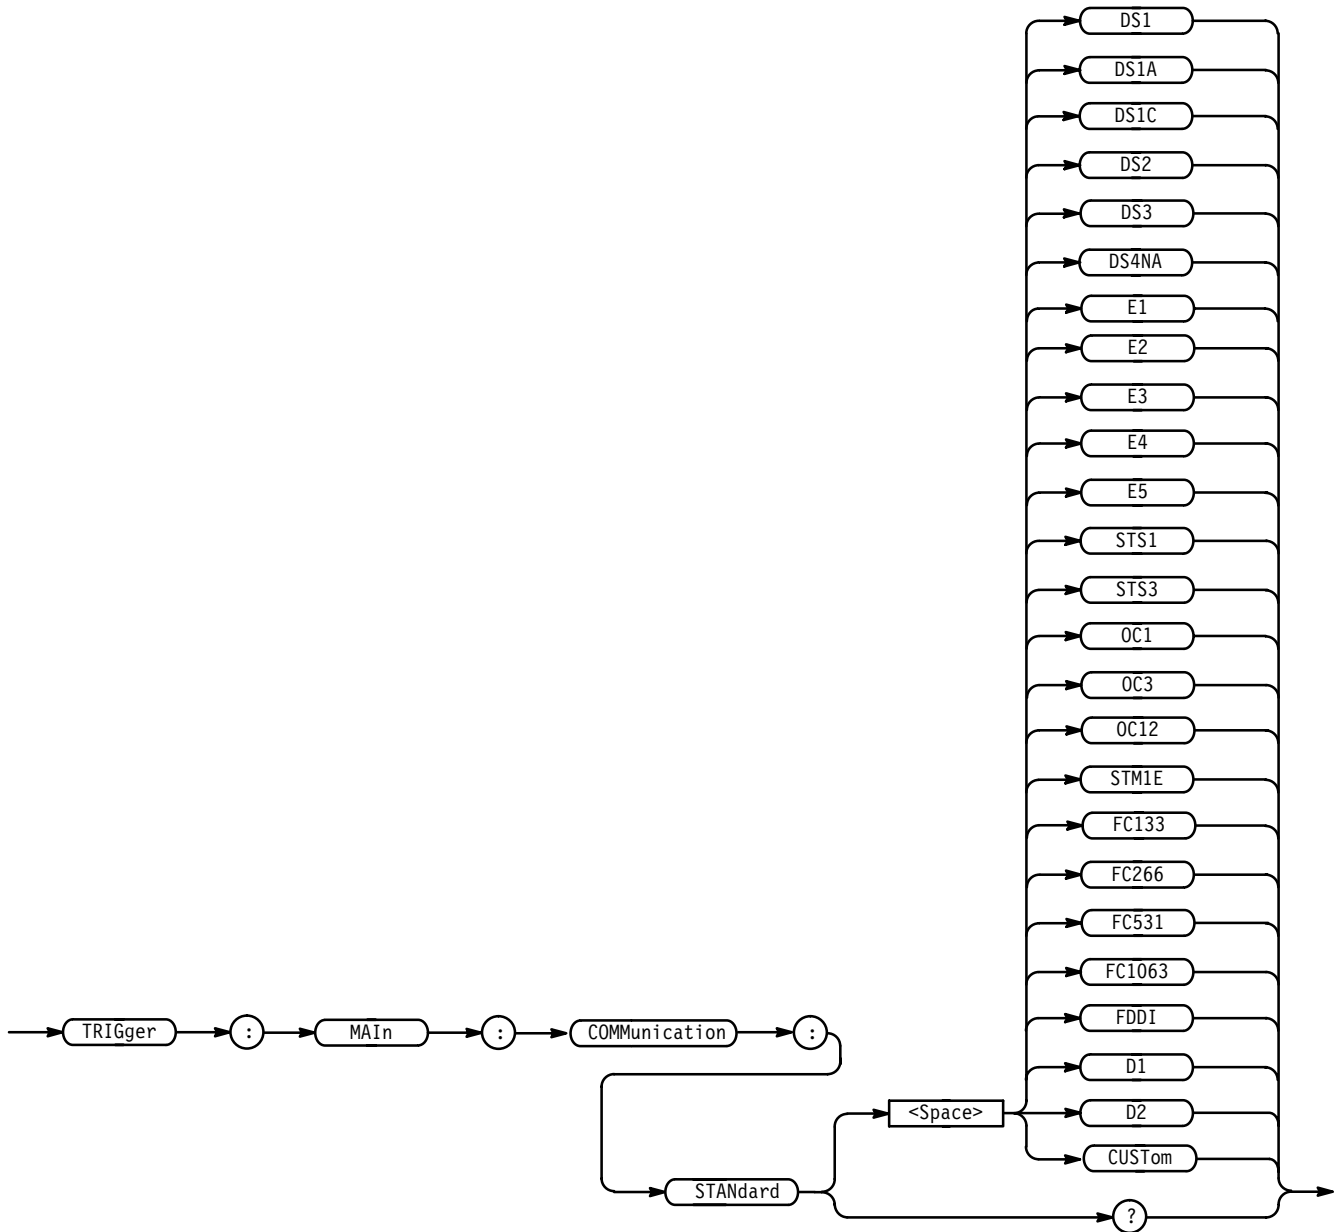 DS1
DS1A
DS1C
DS2
DS3
DS4NA
E1
E2
E3
E4
E5
STS1
STS3
OC1
OC3
OC12
STM1E
FC133
FC266
FC531
FC1063
FDDI
TRIGger : MAIn : COMMunication :
D1
<Space> D2
CUSTom
STANdard
?